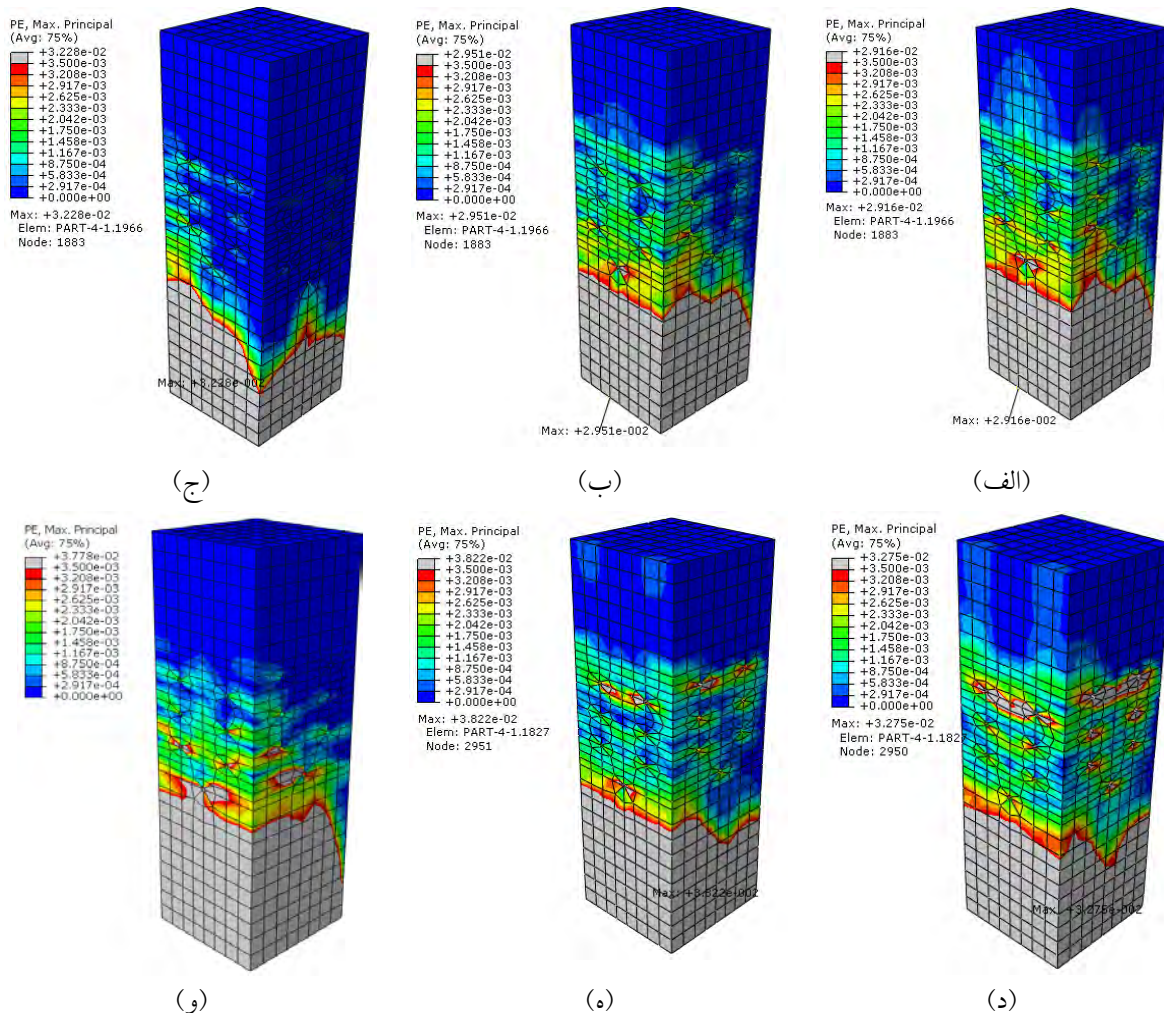 PE, Max. Principal
(Avg: 75%)
+2.916e-02
+3.500e-03
+3.208e-03
+2.917e-03
+2.625e-03
+2.333e-03
+2.042e-03
+1.750e-03
+1.458e-03
+1.167e-03
+8.750e-04
+5.833e-04
+2.917e-04
+0.000e+00
Max: +2.916e-02
Elem: PART-4-1.1966
Node: 1883
Max: +2.916e-002
(الف)
PE, Max. Principal
(Avg: 75%)
+2.951e-02
+3.500e-03
+3.208e-03
+2.917e-03
+2.625e-03
+2.333e-03
+2.042e-03
+1.750e-03
+1.458e-03
+1.167e-03
+8.750e-04
+5.833e-04
+2.917e-04
+0.000e+00
Max: +2.951e-02
Elem: PART-4-1.1966
Node: 1883
Max: +2.951e-002
(ب)
PE, Max. Principal
(Avg: 75%)
+3.228e-02
+3.500e-03
+3.208e-03
+2.917e-03
+2.625e-03
+2.333e-03
+2.042e-03
+1.750e-03
+1.458e-03
+1.167e-03
+8.750e-04
+5.833e-04
+2.917e-04
+0.000e+00
Max: +3.228e-02
Elem: PART-4-1.1966
Node: 1883
Max: +3.228e-002
(ج)
PE, Max. Principal
(Avg: 75%)
+3.275e-02
+3.500e-03
+3.208e-03
+2.917e-03
+2.625e-03
+2.333e-03
+2.042e-03
+1.750e-03
+1.458e-03
+1.167e-03
+8.750e-04
+5.833e-04
+2.917e-04
+0.000e+00
Max: +3.275e-02
Elem: PART-4-1.1827
Node: 2950
Max: +3.275e-002
(د)
PE, Max. Principal
(Avg: 75%)
+3.822e-02
+3.500e-03
+3.208e-03
+2.917e-03
+2.625e-03
+2.333e-03
+2.042e-03
+1.750e-03
+1.458e-03
+1.167e-03
+8.750e-04
+5.833e-04
+2.917e-04
+0.000e+00
Max: +3.822e-02
Elem: PART-4-1.1827
Node: 2951
Max: +3.822e-002
(ه)
PE, Max. Principal
(Avg: 75%)
+3.778e-02
+3.500e-03
+3.208e-03
+2.917e-03
+2.625e-03
+2.333e-03
+2.042e-03
+1.750e-03
+1.458e-03
+1.167e-03
+8.750e-04
+5.833e-04
+2.917e-04
+0.000e+00
(و)